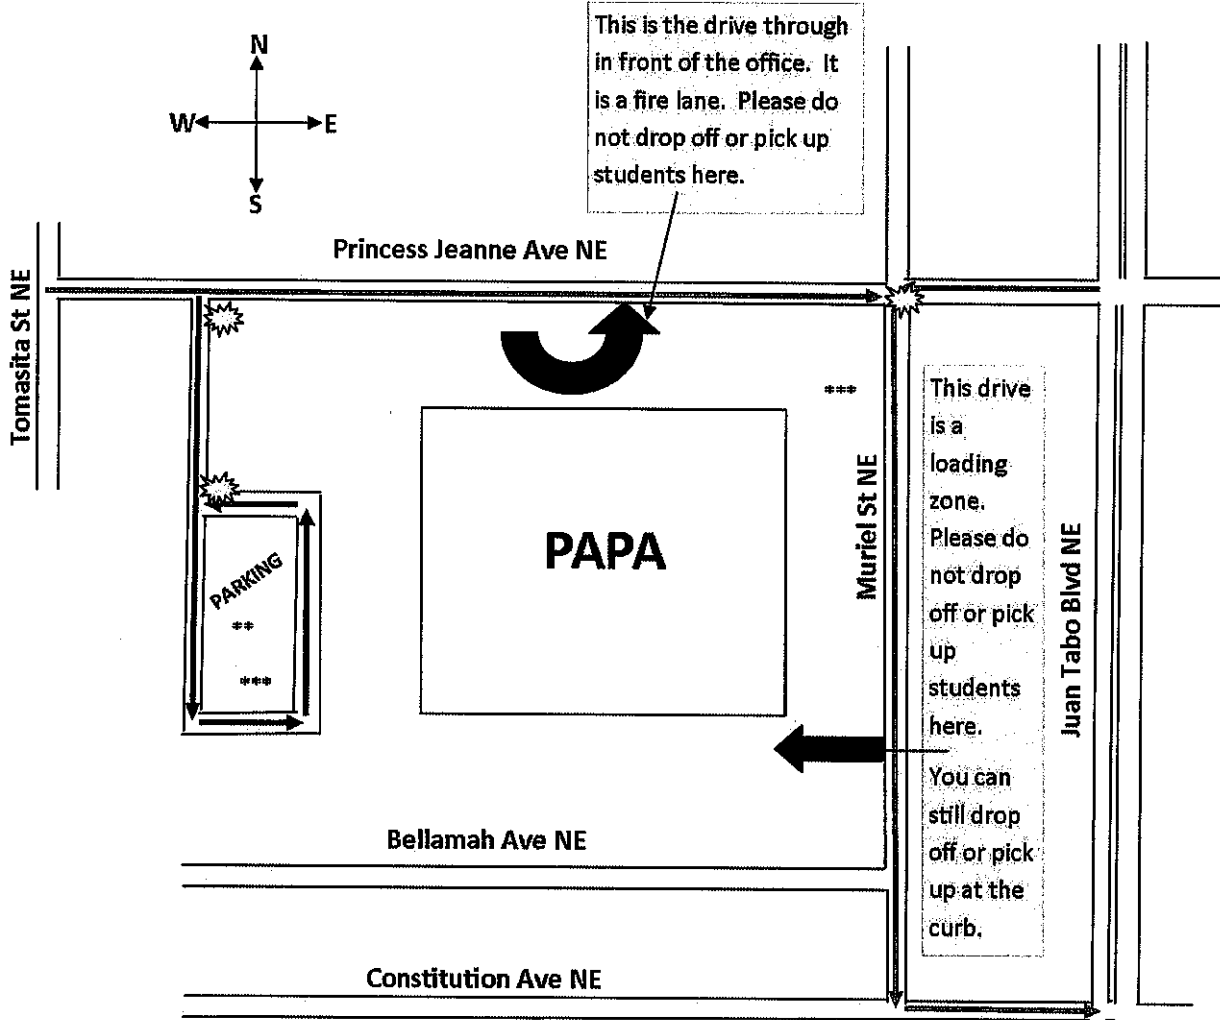 This is the drive through
in front of the office. It
is a fire lane. Please do
not drop off or pick up
students here.
N
W
E
S
Princess Jeanne Ave NE
Tomasita St NE
***
This drive
is a
loading
zone.
Please do
not drop
off or pick
up
students
here.
You can
still drop
off or pick
up at the
curb.
Muriel St NE
Juan Tabo Blvd NE
PAPA
PARKING
**
***
Bellamah Ave NE
Constitution Ave NE